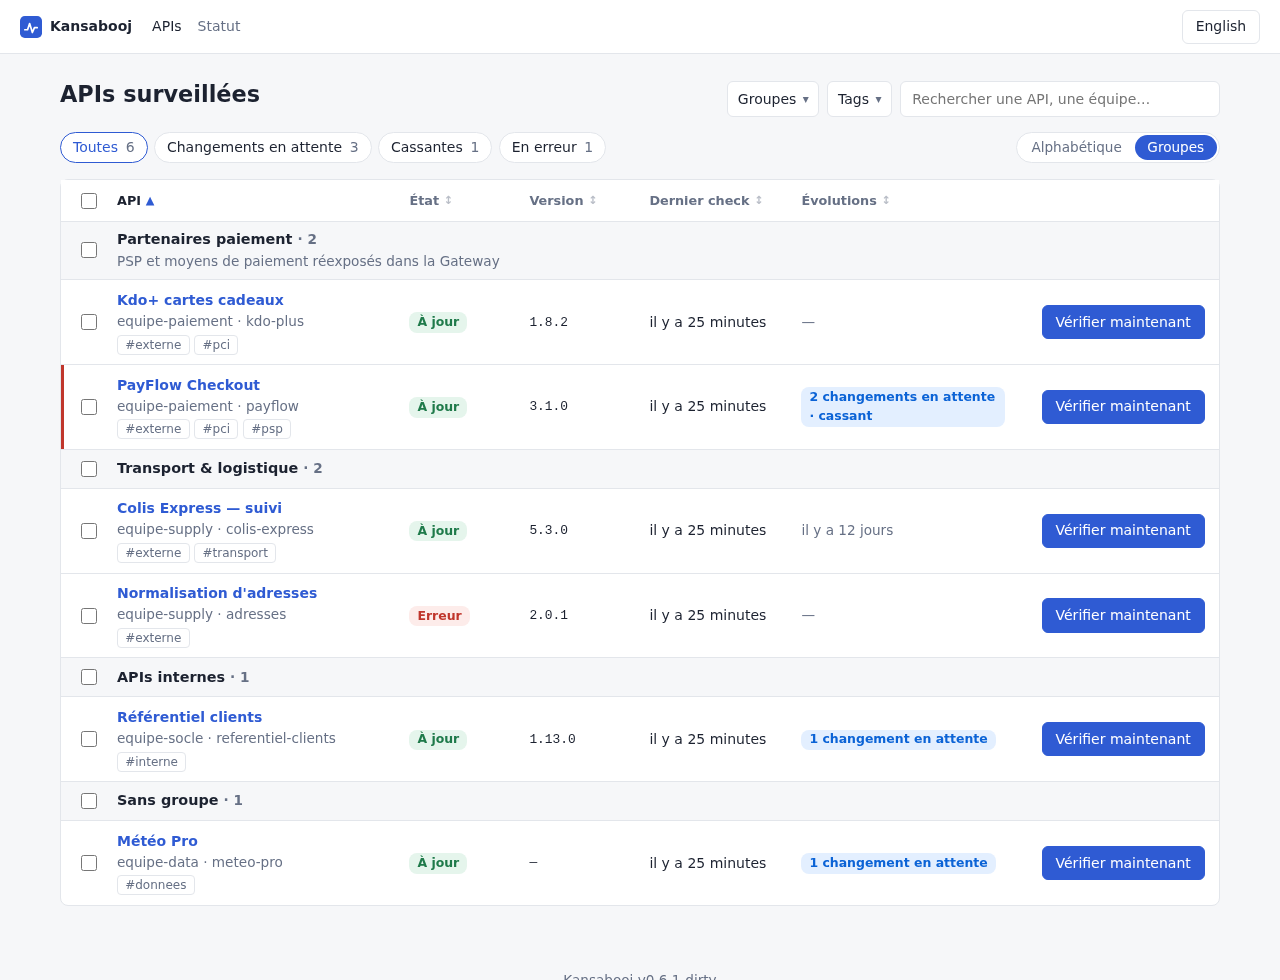 Kansabooj APIs Statut English
APIs surveillées Groupes ▾ Tags ▾ Rechercher une API, une équipe…
Toutes 6 Changements en attente 3 Cassantes 1 En erreur 1 Alphabétique Groupes
API ▲ État ↕ Version ↕ Dernier check ↕ Évolutions ↕
Partenaires paiement · 2
PSP et moyens de paiement réexposés dans la Gateway
Kdo+ cartes cadeaux
equipe-paiement · kdo-plus À jour 1.8.2 il y a 25 minutes — Vérifier maintenant
#externe #pci
PayFlow Checkout
equipe-paiement · payflow À jour 3.1.0 il y a 25 minutes 2 changements en attente Vérifier maintenant
· cassant
#externe #pci #psp
Transport & logistique · 2
Colis Express — suivi
equipe-supply · colis-express À jour 5.3.0 il y a 25 minutes il y a 12 jours Vérifier maintenant
#externe #transport
Normalisation d'adresses
equipe-supply · adresses Erreur 2.0.1 il y a 25 minutes — Vérifier maintenant
#externe
APIs internes · 1
Référentiel clients
equipe-socle · referentiel-clients À jour 1.13.0 il y a 25 minutes 1 changement en attente Vérifier maintenant
#interne
Sans groupe · 1
Météo Pro
equipe-data · meteo-pro À jour — il y a 25 minutes 1 changement en attente Vérifier maintenant
#donnees
Kansabooj v0.6.1-dirty